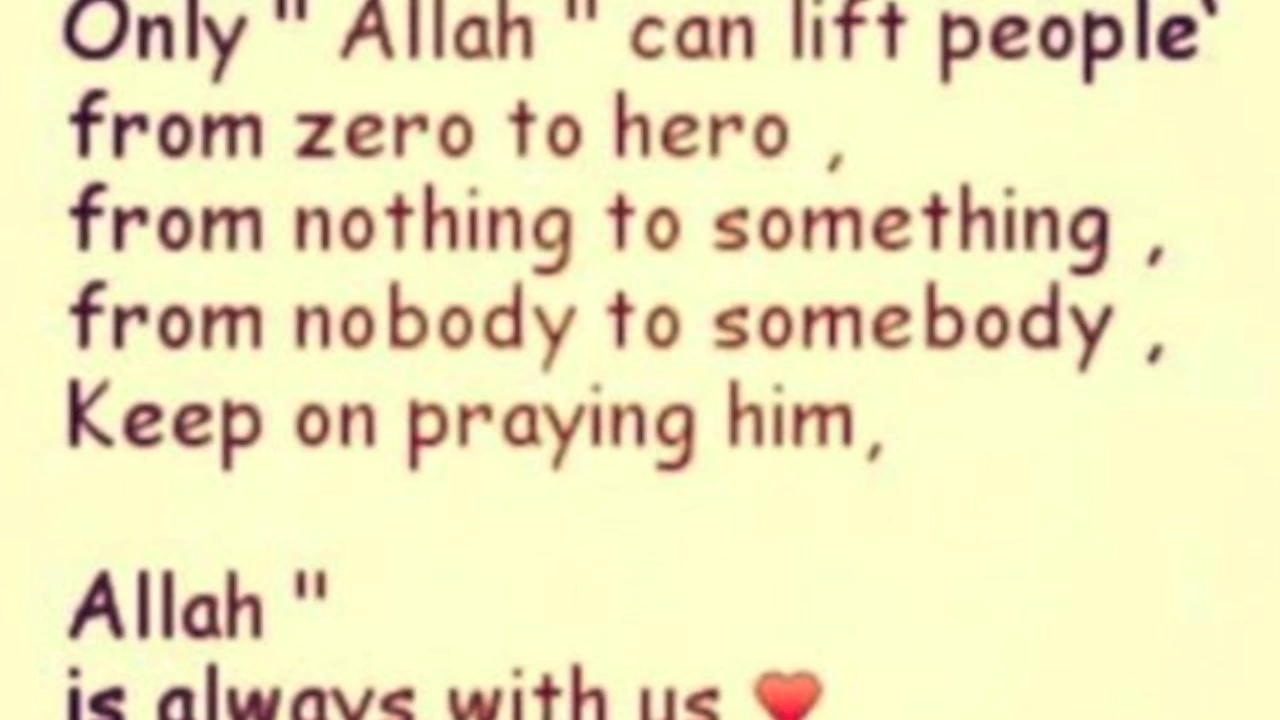 Only " Allah " can lift people`
from zero to hero ,
from nothing to something ,
from nobody to somebody ,
Keep on praying him,
Allah "
is always with us ❤